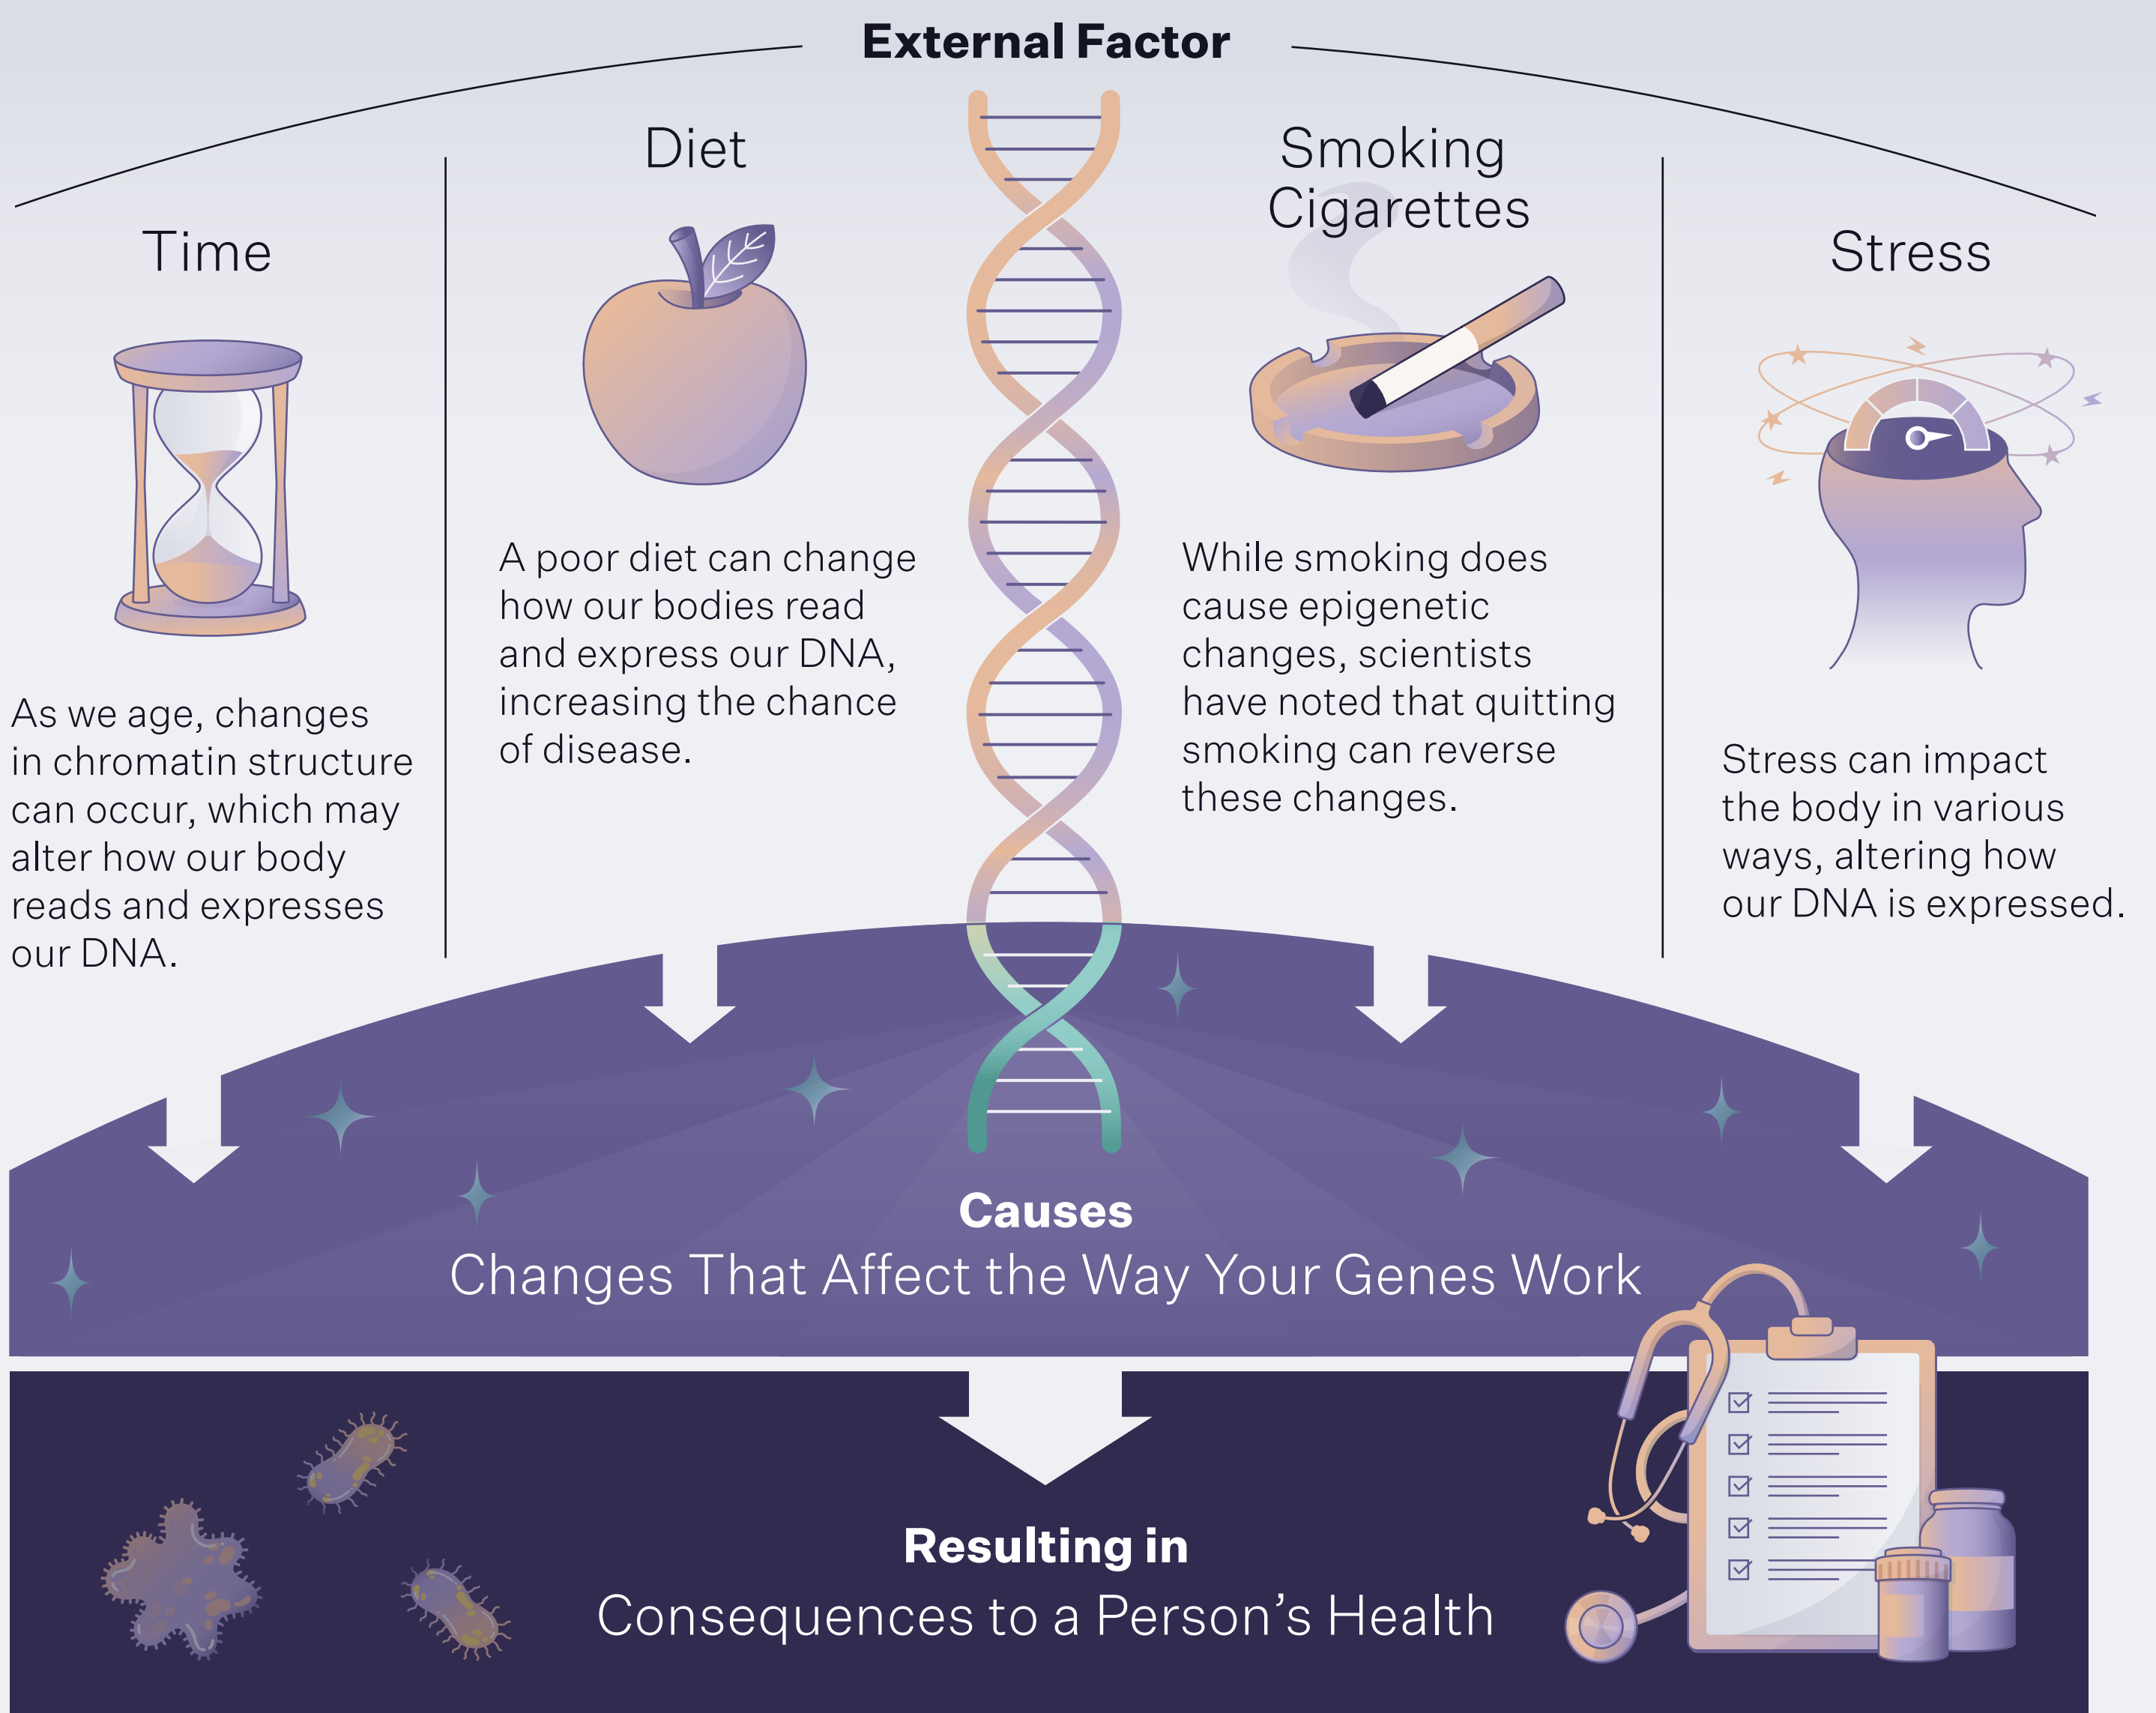 External Factor
Time
As we age, changes
in chromatin structure
can occur, which may
alter how our body
reads and expresses
our DNA.
Diet
A poor diet can change
how our bodies read
and express our DNA,
increasing the chance
of disease.
Smoking
Cigarettes
While smoking does
cause epigenetic
changes, scientists
have noted that quitting
smoking can reverse
these changes.
Stress
Stress can impact
the body in various
ways, altering how
our DNA is expressed.
Causes
Changes That Affect the Way Your Genes Work
Resulting in
Consequences to a Person’s Health